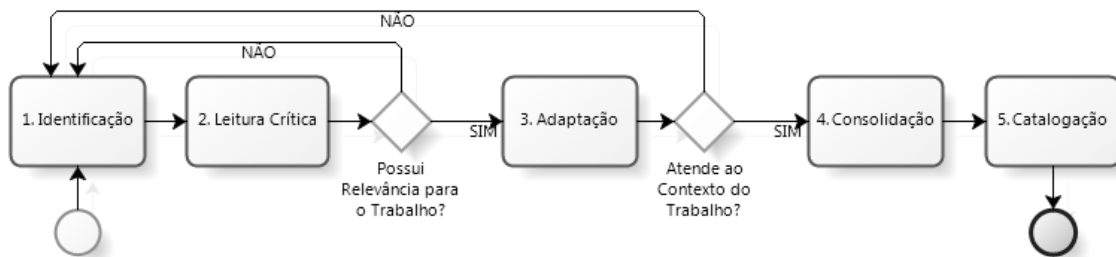 NÃO
NÃO
1. Identificação
2. Leitura Crítica
SIM
3. Adaptação
SIM
4. Consolidação
5. Catalogação
Possui
Relevância para
o Trabalho?
Atende ao
Contexto do
Trabalho?